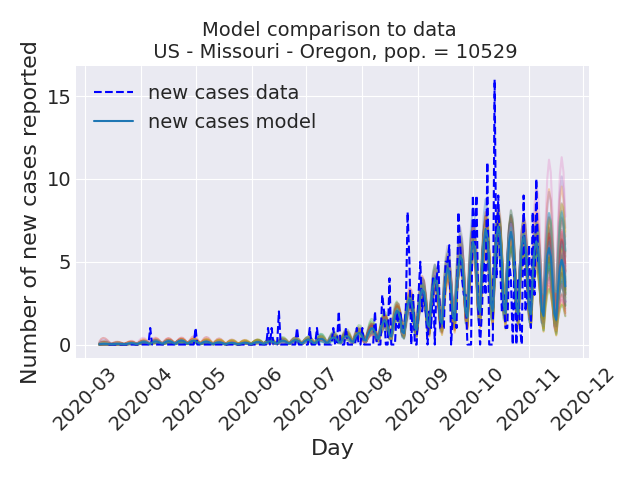 Model comparison to data
US - Missouri - Oregon, pop. = 10529
Number of new cases reported
new cases data
new cases model
15
10
5
0
2020-03
2020-04
2020-05
2020-06
2020-07
2020-08
2020-09
2020-10
2020-11
2020-12
Day